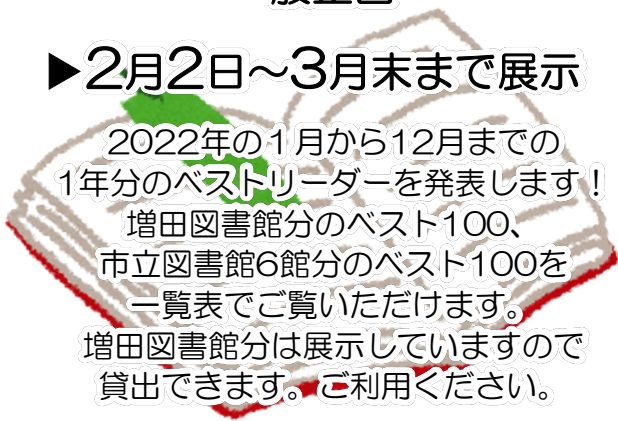 ▶2月2日～3月末まで展示
2022年の１月から12月までの
1年分のベストリーダーを発表します！
増田図書館分のベスト100、
市立図書館6館分のベスト100を
一覧表でご覧いただけます。
増田図書館分は展示していますので
貸出できます。ご利用ください。